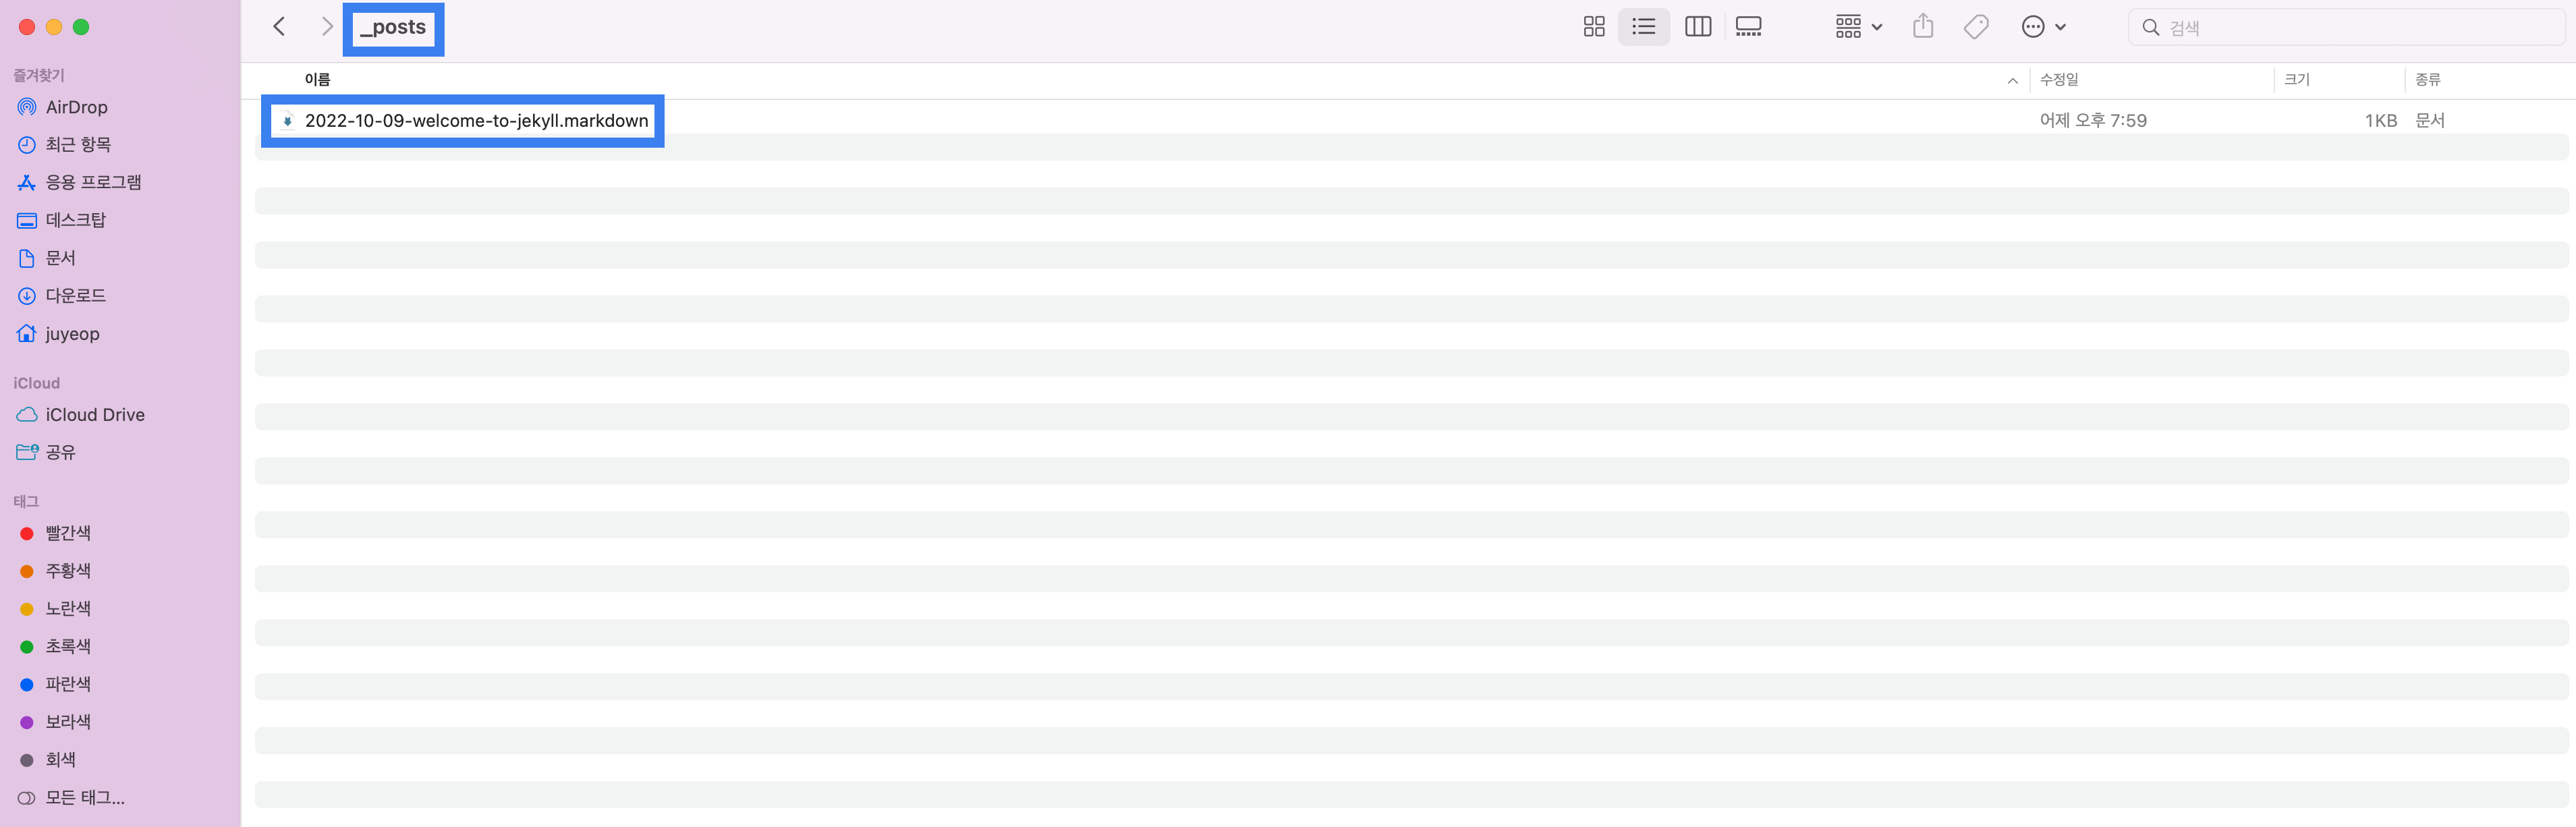 _posts
검색
즐겨찾기
AirDrop
최근 항목
응용 프로그램
데스크탑
문서
다운로드
juyeop
iCloud
iCloud Drive
공유
태그
빨간색
주황색
노란색
초록색
파란색
보라색
회색
모든 태그...
이름 수정일 크기 종류
2022-10-09-welcome-to-jekyll.markdown 어제 오후 7:59 1KB 문서